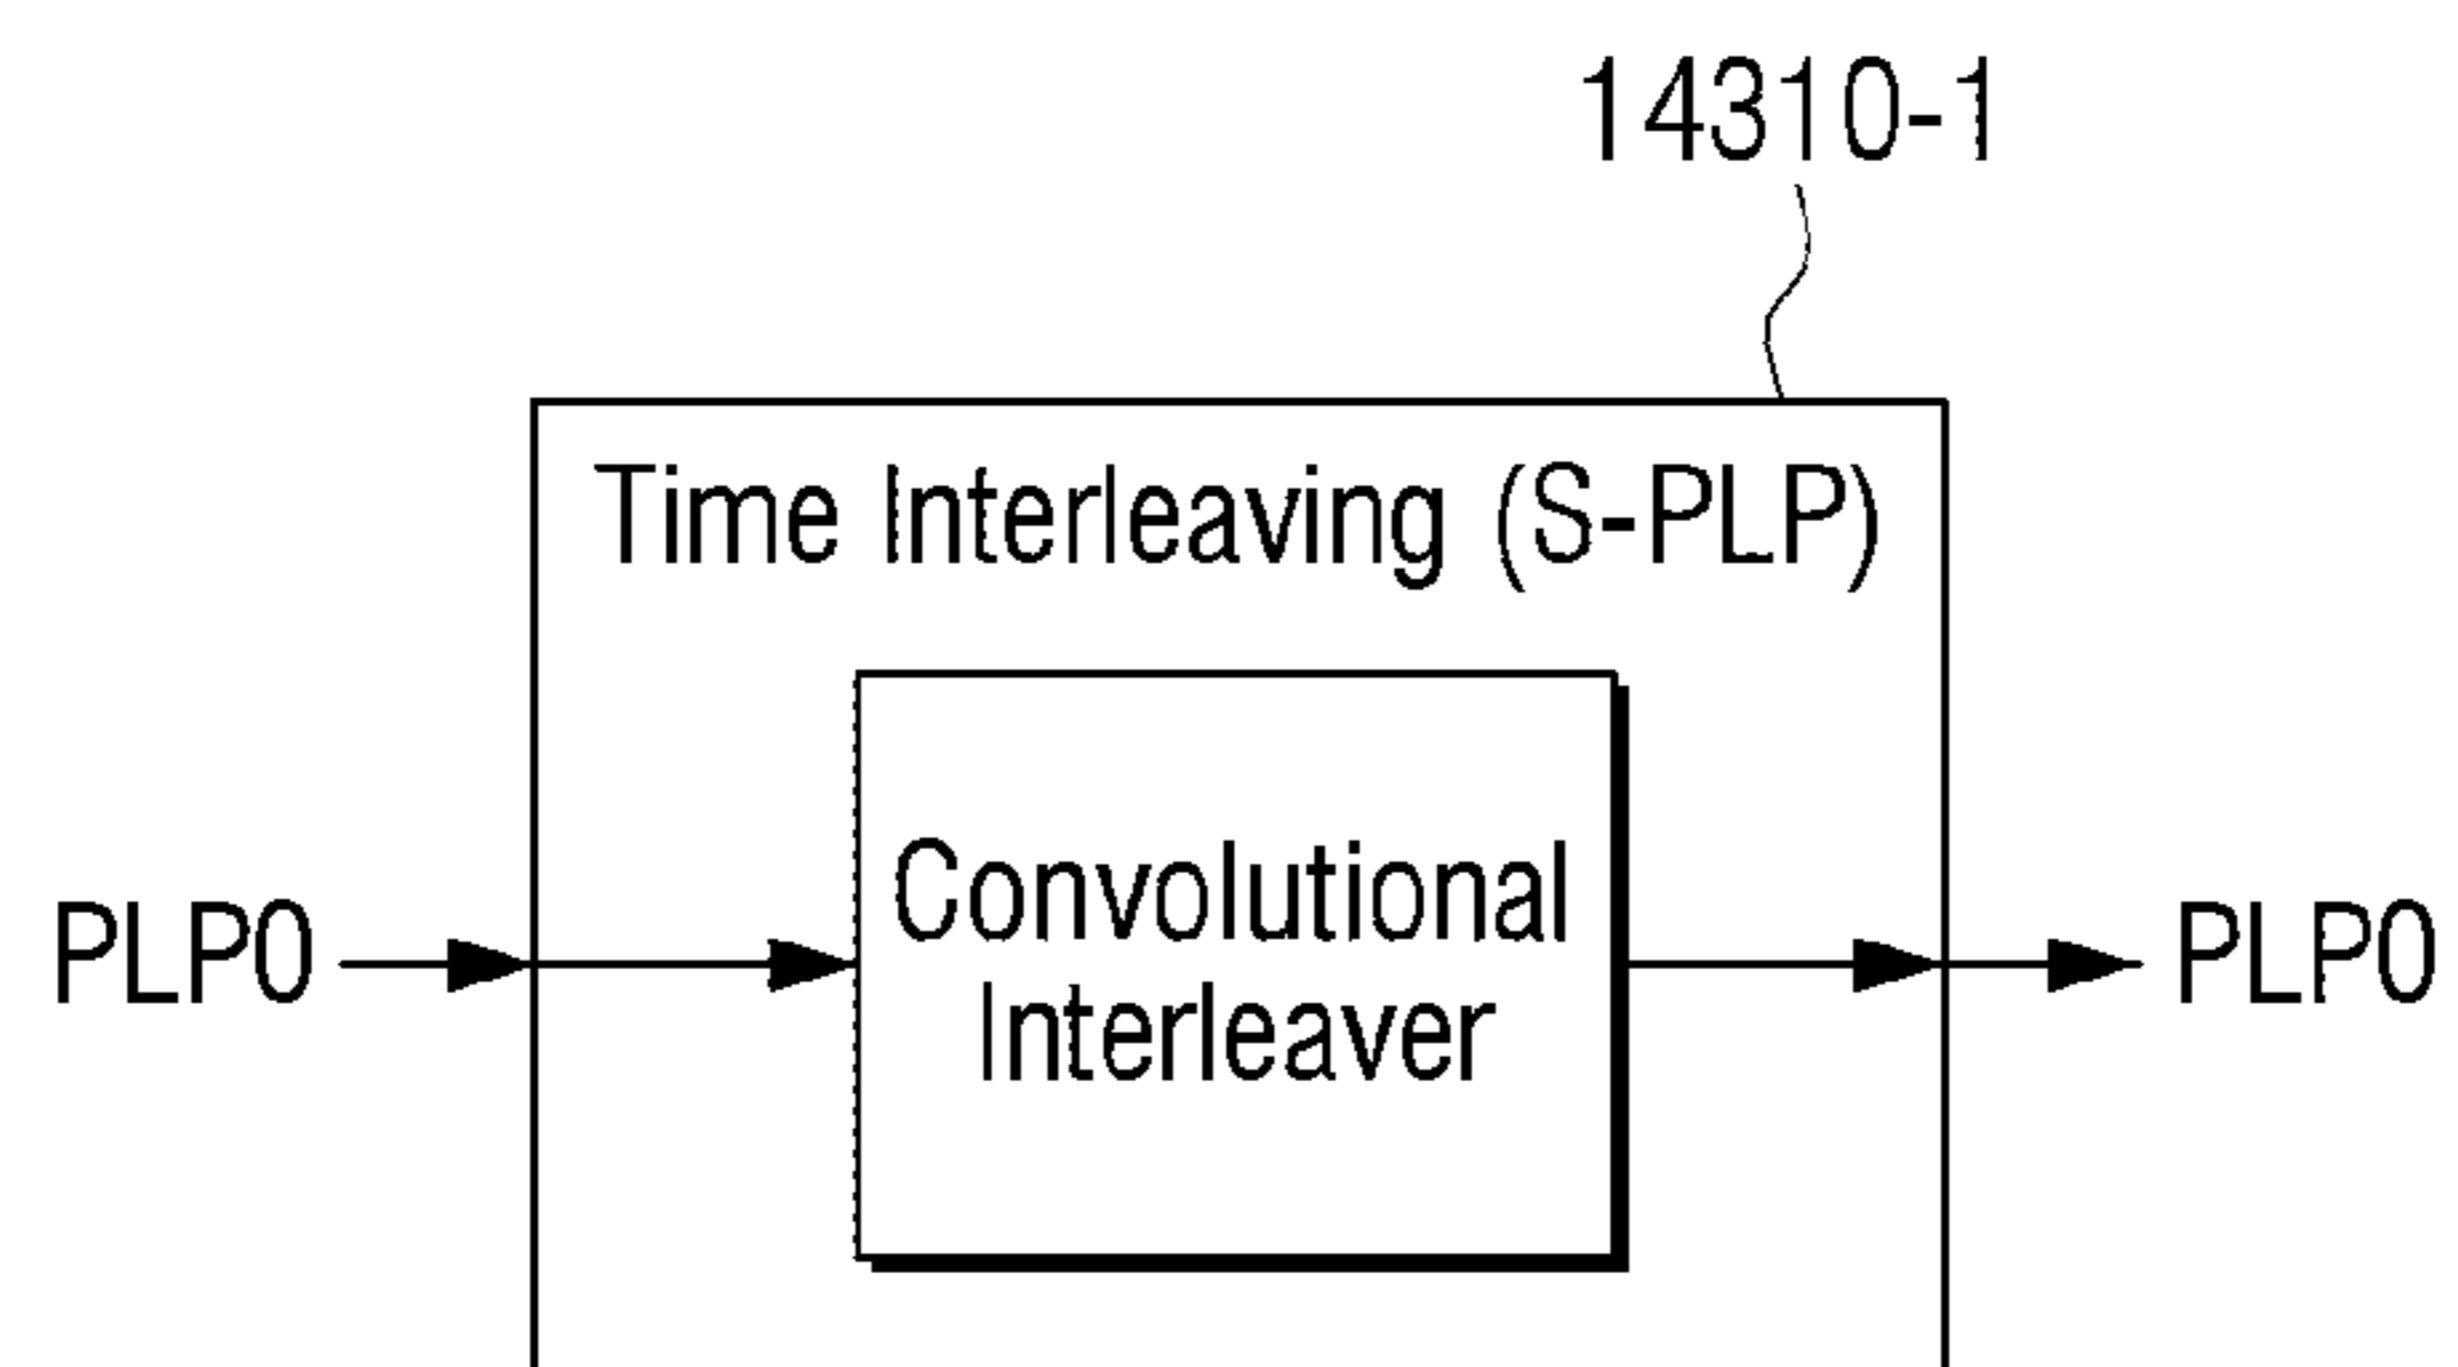 14310-1
Time Interleaving (S-PLP)
PLP0
Convolutional
Interleaver
PLP0